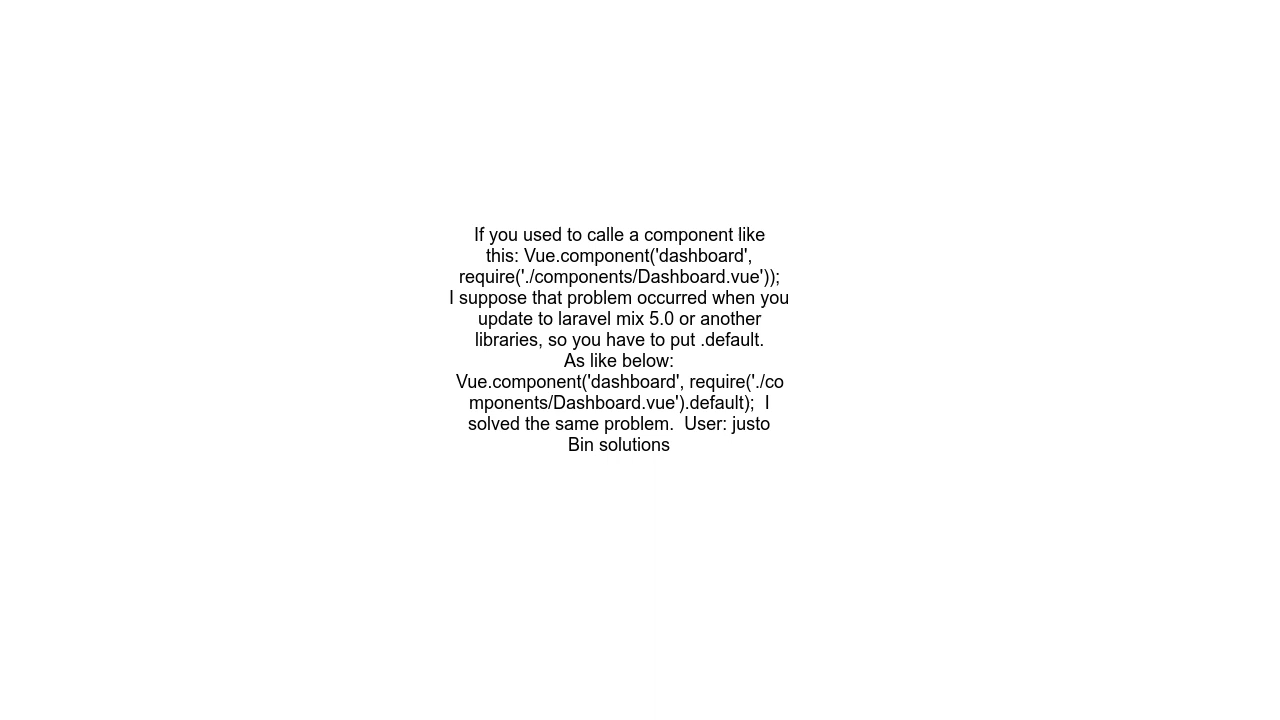 If you used to calle a component like
this: Vue.component('dashboard',
require('./components/Dashboard.vue'));
I suppose that problem occurred when you
update to laravel mix 5.0 or another
libraries, so you have to put .default.
As like below:
Vue.component('dashboard', require('./co
mponents/Dashboard.vue').default);  I
solved the same problem.  User: justo
Bin solutions